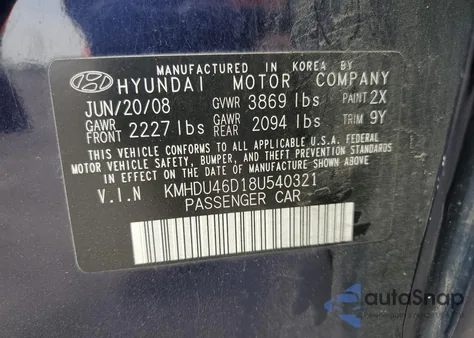 MANUFACTURED IN KOREA BY
HYUNDAI MOTOR COMPANY
JUN/20/08 GVWR 3869 lbs PAINT 2X
GAWR FRONT 2227 lbs GAWR REAR 2094 lbs TRIM 9Y
THIS VEHICLE CONFORMS TO ALL APPLICABLE U.S.A. FEDERAL
MOTOR VEHICLE SAFETY, BUMPER, AND THEFT PREVENTION STANDARDS
IN EFFECT ON THE DATE OF MANUFACTURE SHOWN ABOVE.
V.I.N KMHDU46D18U540321
PASSENGER CAR
autoSnap